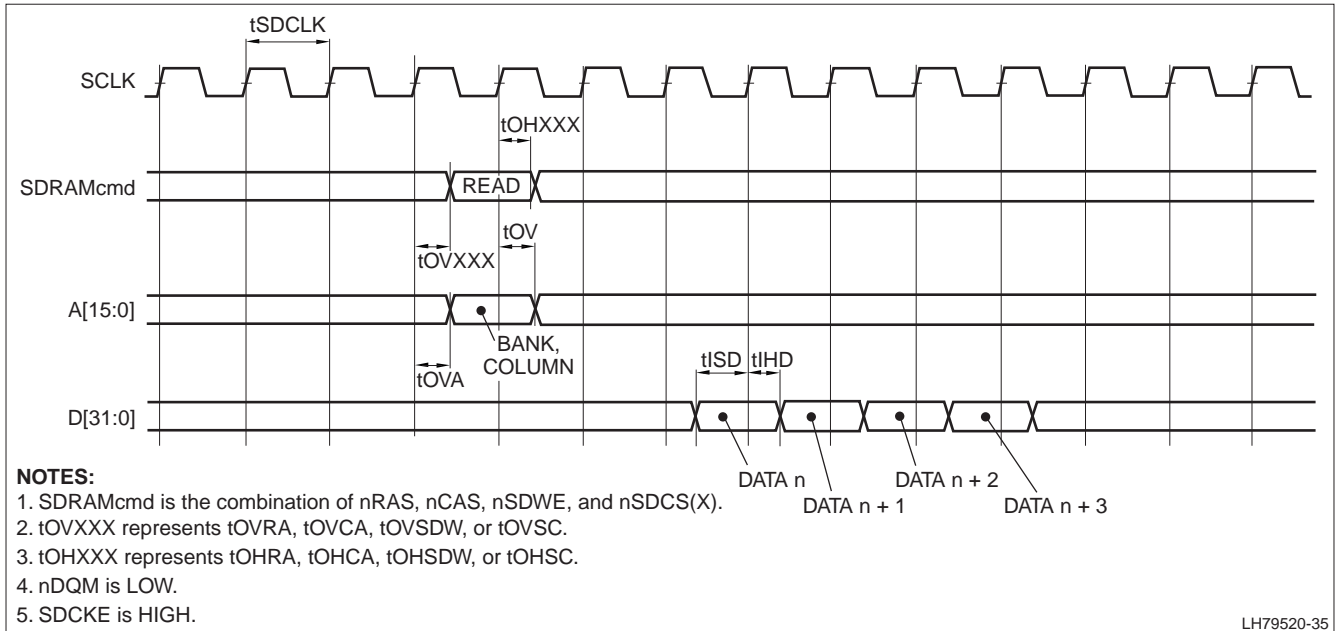 tSDCLK
SCLK
tOHXXX
SDRAMcmd
READ
tOV
tOVXXX
A[15:0]
BANK,
COLUMN
tOVA
tISD tIHD
D[31:0]
DATA n
DATA n + 1
DATA n + 2
DATA n + 3
NOTES:
1. SDRAMcmd is the combination of nRAS, nCAS, nSDWE, and nSDCS(X).
2. tOVXXX represents tOVRA, tOVCA, tOVSDW, or tOVSC.
3. tOHXXX represents tOHRA, tOHCA, tOHSDW, or tOHSC.
4. nDQM is LOW.
5. SDCKE is HIGH.
LH79520-35